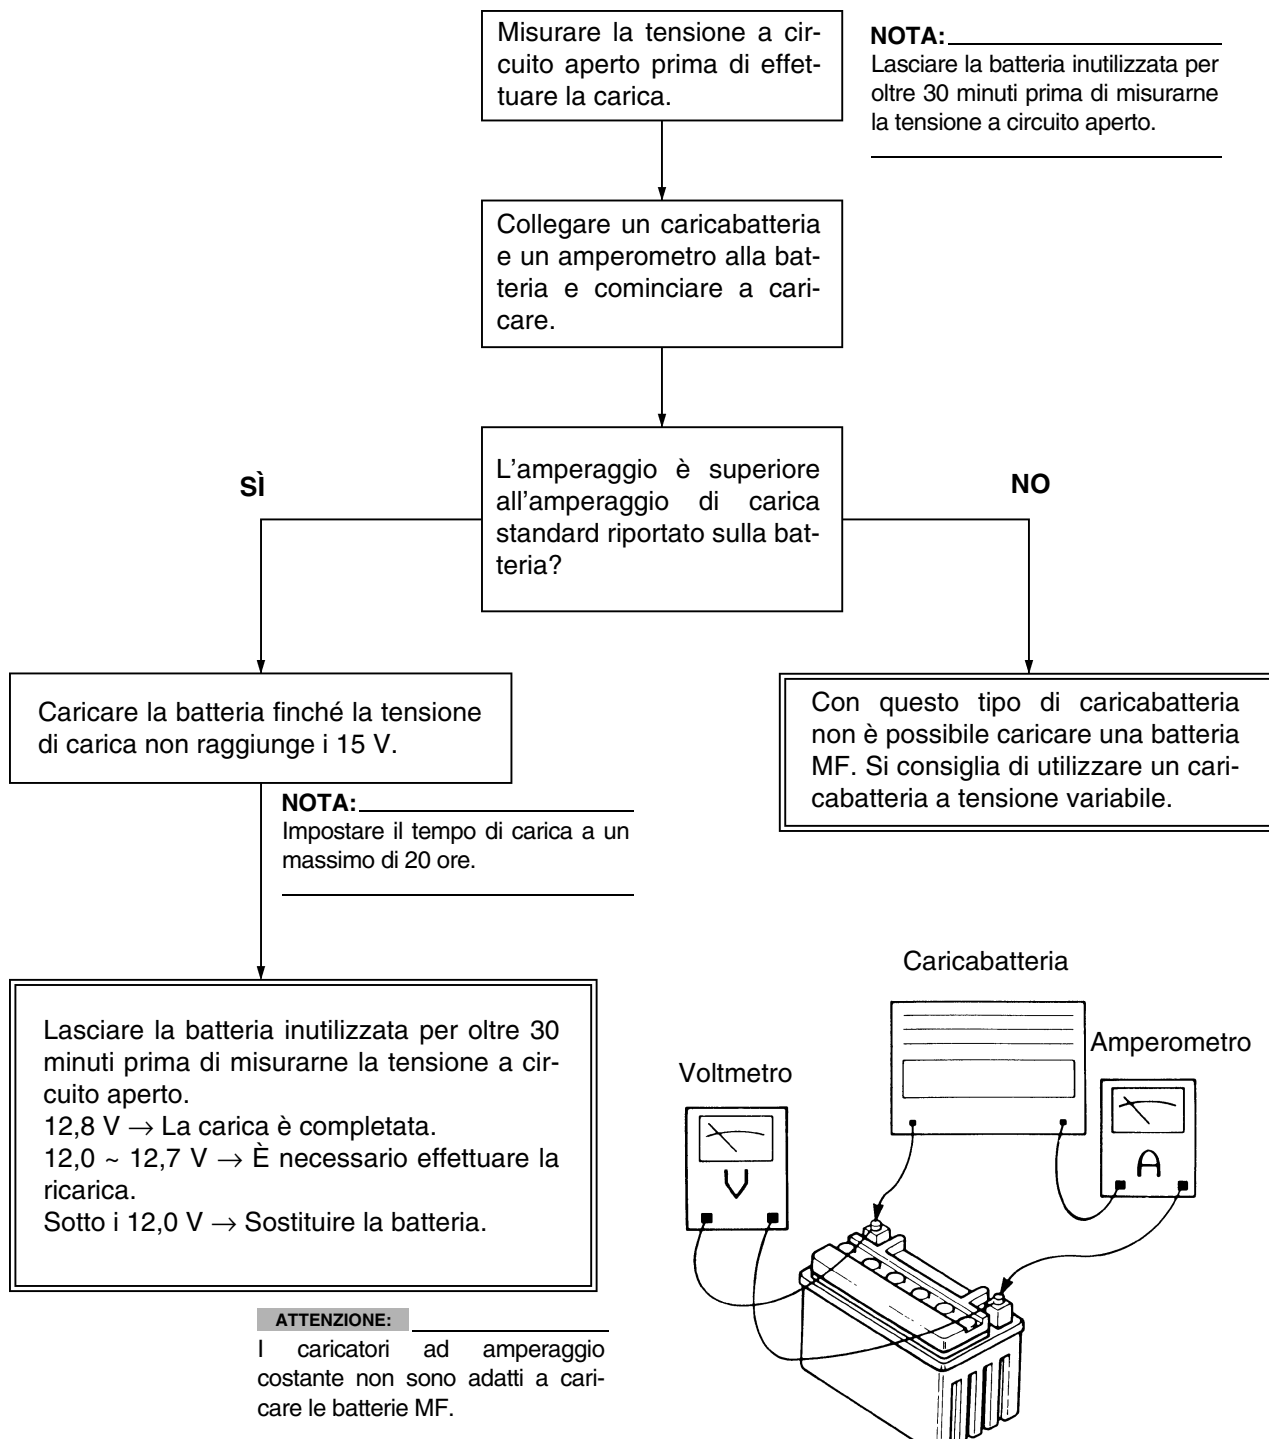 Misurare la tensione a cir-
cuito aperto prima di effet-
tuare la carica.
NOTA:
Lasciare la batteria inutilizzata per
oltre 30 minuti prima di misurarne
la tensione a circuito aperto.
Collegare un caricabatteria
e un amperometro alla bat-
teria e cominciare a cari-
care.
L'amperaggio è superiore
all'amperaggio di carica
standard riportato sulla bat-
teria?
SÌ
NO
Caricare la batteria finché la tensione
di carica non raggiunge i 15 V.
Con questo tipo di caricabatteria
non è possibile caricare una batteria
MF. Si consiglia di utilizzare un cari-
cabatteria a tensione variabile.
NOTA:
Impostare il tempo di carica a un
massimo di 20 ore.
Lasciare la batteria inutilizzata per oltre 30
minuti prima di misurarne la tensione a cir-
cuito aperto.
12,8 V → La carica è completata.
12,0 ~ 12,7 V → È necessario effettuare la
ricarica.
Sotto i 12,0 V → Sostituire la batteria.
ATTENZIONE:
I caricatori ad amperaggio
costante non sono adatti a cari-
care le batterie MF.
Caricabatteria
Amperometro
Voltmetro
V
A